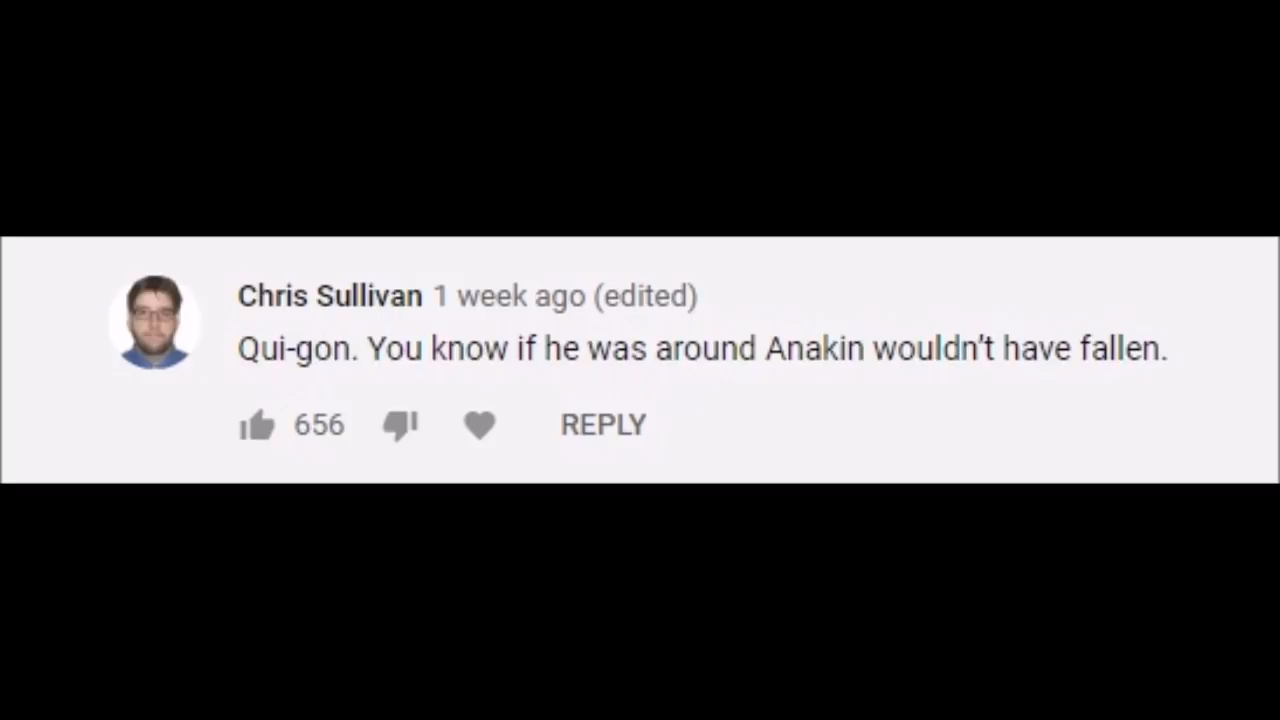 Chris Sullivan 1 week ago (edited)
Qui-gon. You know if he was around Anakin wouldn't have fallen.
656 REPLY